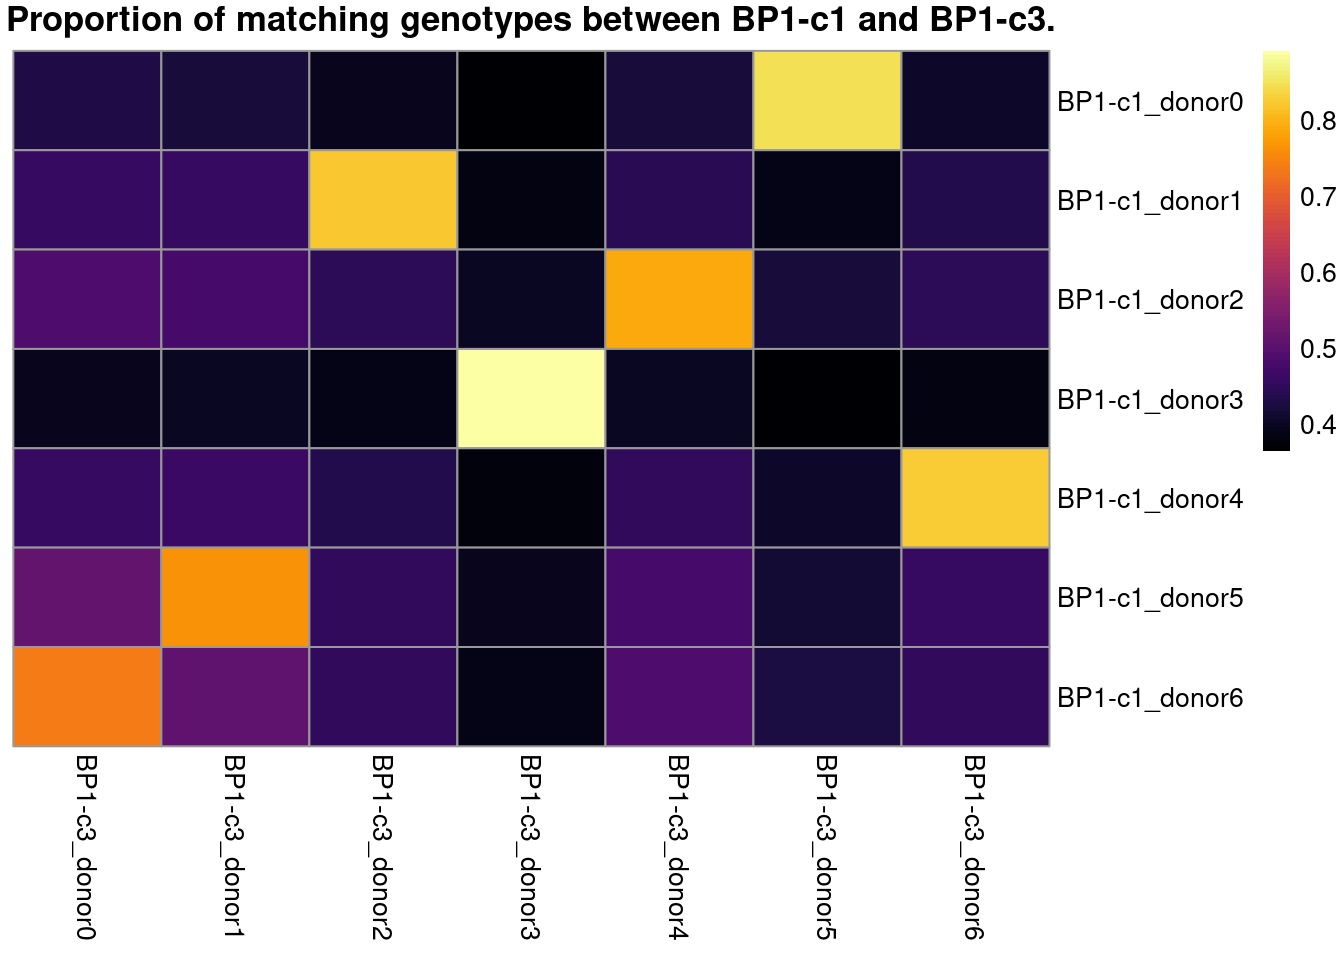 Proportion of matching genotypes between BP1-c1 and BP1-c3.
BP1-c1_donor0
BP1-c1_donor1
BP1-c1_donor2
BP1-c1_donor3
BP1-c1_donor4
BP1-c1_donor5
BP1-c1_donor6
0.8
0.7
0.6
0.5
0.4
BP1-c3_donor0
BP1-c3_donor1
BP1-c3_donor2
BP1-c3_donor3
BP1-c3_donor4
BP1-c3_donor5
BP1-c3_donor6